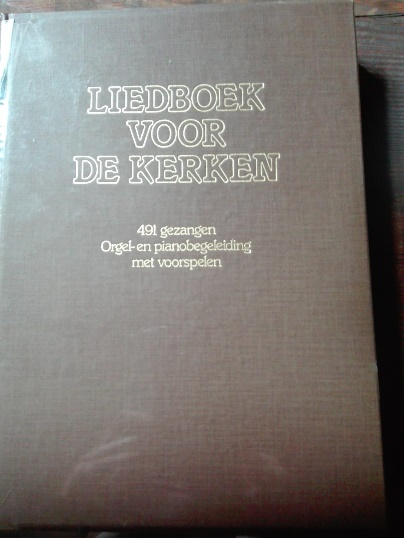 LIEDBOEK
VOOR
DE KERKEN
491 gezangen
Orgel- en pianobegeleiding
met voorspelen